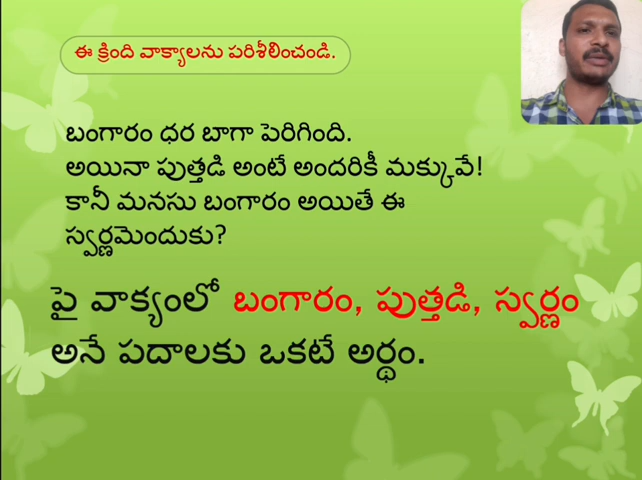 ఈ క్రింది వాక్యాలను పరిశీలించండి.
బంగారం ధర బాగా పెరిగింది.
అయినా పుత్తడి అంటే అందరికీ మక్కువే!
కానీ మనసు బంగారం అయితే ఈ
స్వర్ణమెందుకు?
పై వాక్యంలో బంగారం, పుత్తడి, స్వర్ణం
అనే పదాలకు ఒకటే అర్థం.